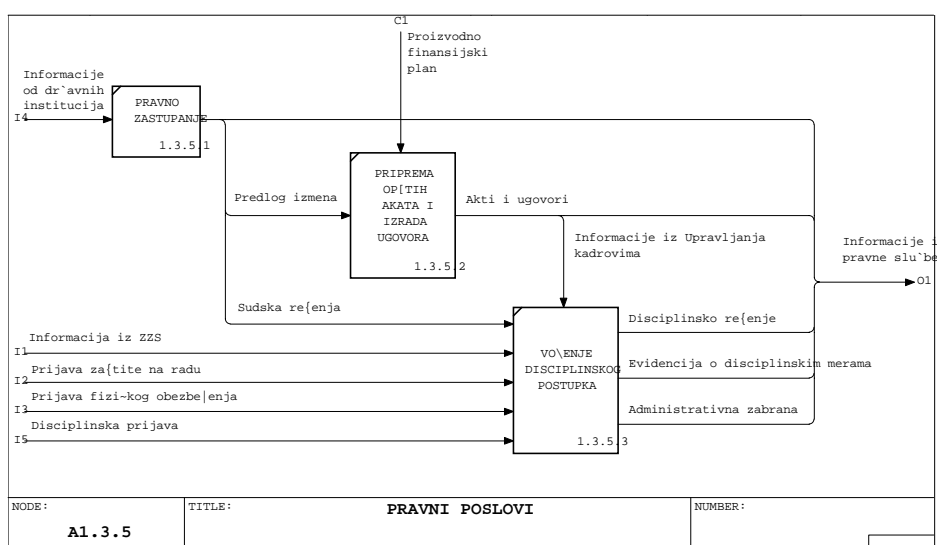 C1
Proizvodno
finansijski
plan
Informacije
od dr`avnih
institucija
I4
PRAVNO
ZASTUPANJE
1.3.5.1
PRIPREMA
OP[TIH
AKATA I
IZRADA
UGOVORA
1.3.5.2
Predlog izmena
Akti i ugovori
Informacije iz Upravljanja
kadrovima
Informacije i
pravne slu`be
O1
Sudska re{enja
Informacija iz ZZS
I1
Prijava za{tite na radu
I2
Prijava fizi~kog obezbe|enja
I3
Disciplinska prijava
I5
VO\ENJE
DISCIPLINSKOG
POSTUPKA
1.3.5.3
Disciplinsko re{enje
Evidencija o disciplinskim merama
Administrativna zabrana
NODE:
A1.3.5
TITLE:
PRAVNI POSLOVI
NUMBER: